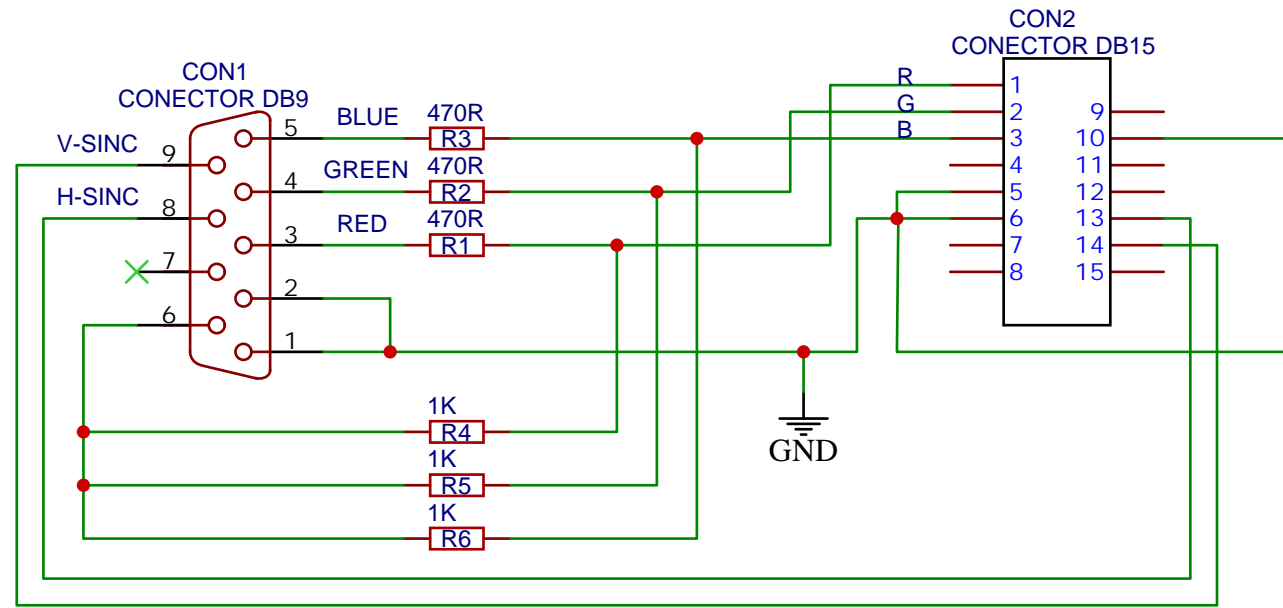 CON1
CONECTOR DB9
V-SINC
H-SINC
9
8
7
6
5
4
3
2
1
BLUE
GREEN
RED
470R
R3
470R
R2
470R
R1
1K
R4
1K
R5
1K
R6
GND
CON2
CONECTOR DB15
R
G
B
1
2
3
4
5
6
7
8
9
10
11
12
13
14
15